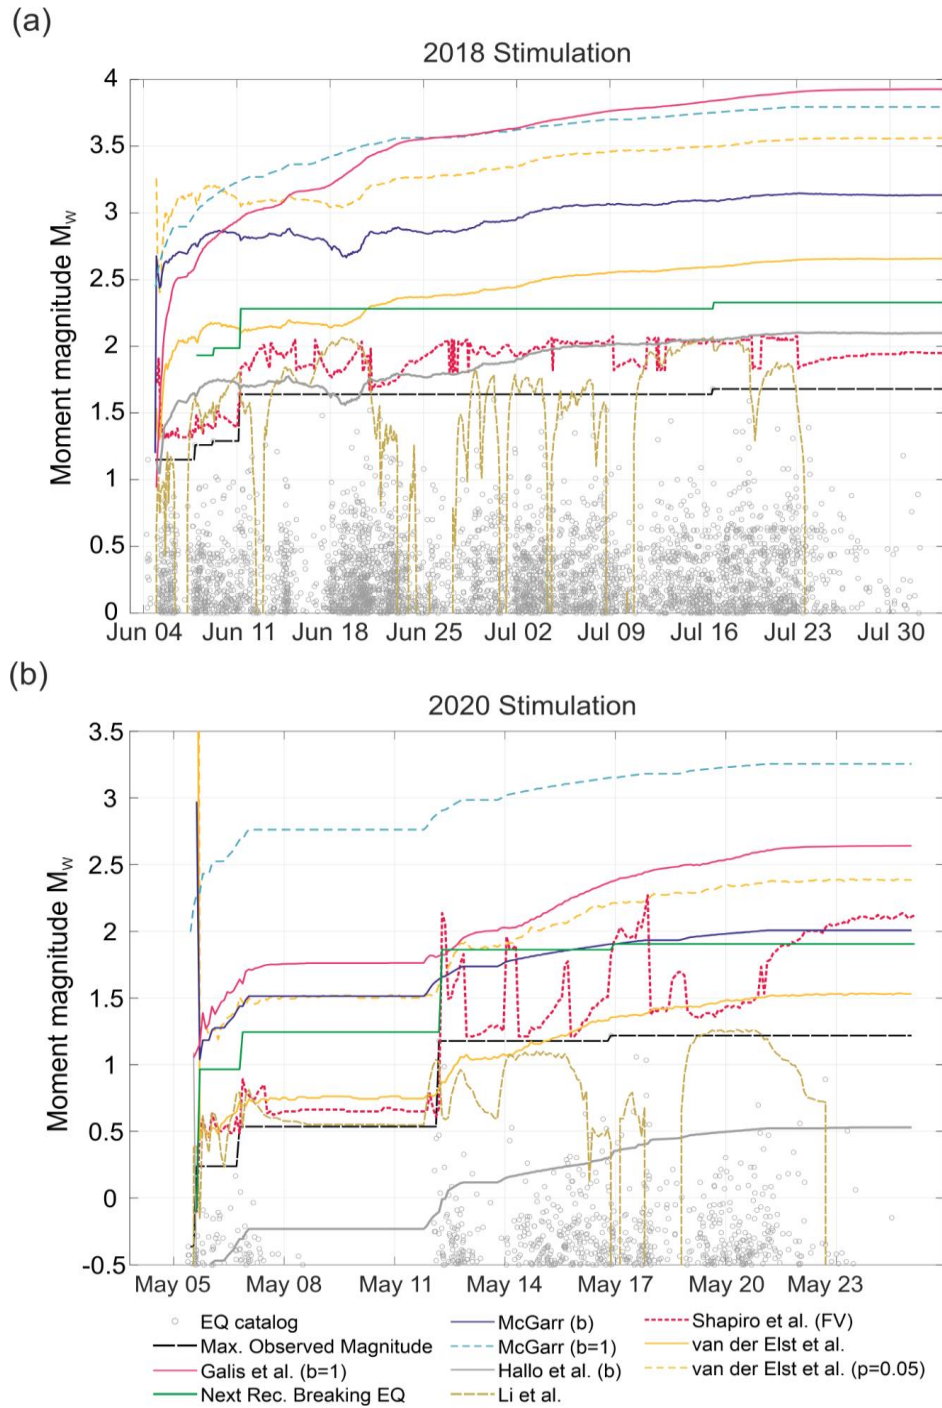 (a)
2018 Stimulation
Moment magnitude Mw
4
3.5
3
2.5
2
1.5
1
0.5
0
Jun 04 Jun 11 Jun 18 Jun 25 Jul 02 Jul 09 Jul 16 Jul 23 Jul 30
(b)
2020 Stimulation
Moment magnitude Mw
3.5
3
2.5
2
1.5
1
0.5
0
-0.5
May 05 May 08 May 11 May 14 May 17 May 20 May 23
EQ catalog
Max. Observed Magnitude
Galis et al. (b=1)
Next Rec. Breaking EQ
McGarr (b)
McGarr (b=1)
Hallo et al. (b)
Li et al.
Shapiro et al. (FV)
van der Elst et al.
van der Elst et al. (p=0.05)